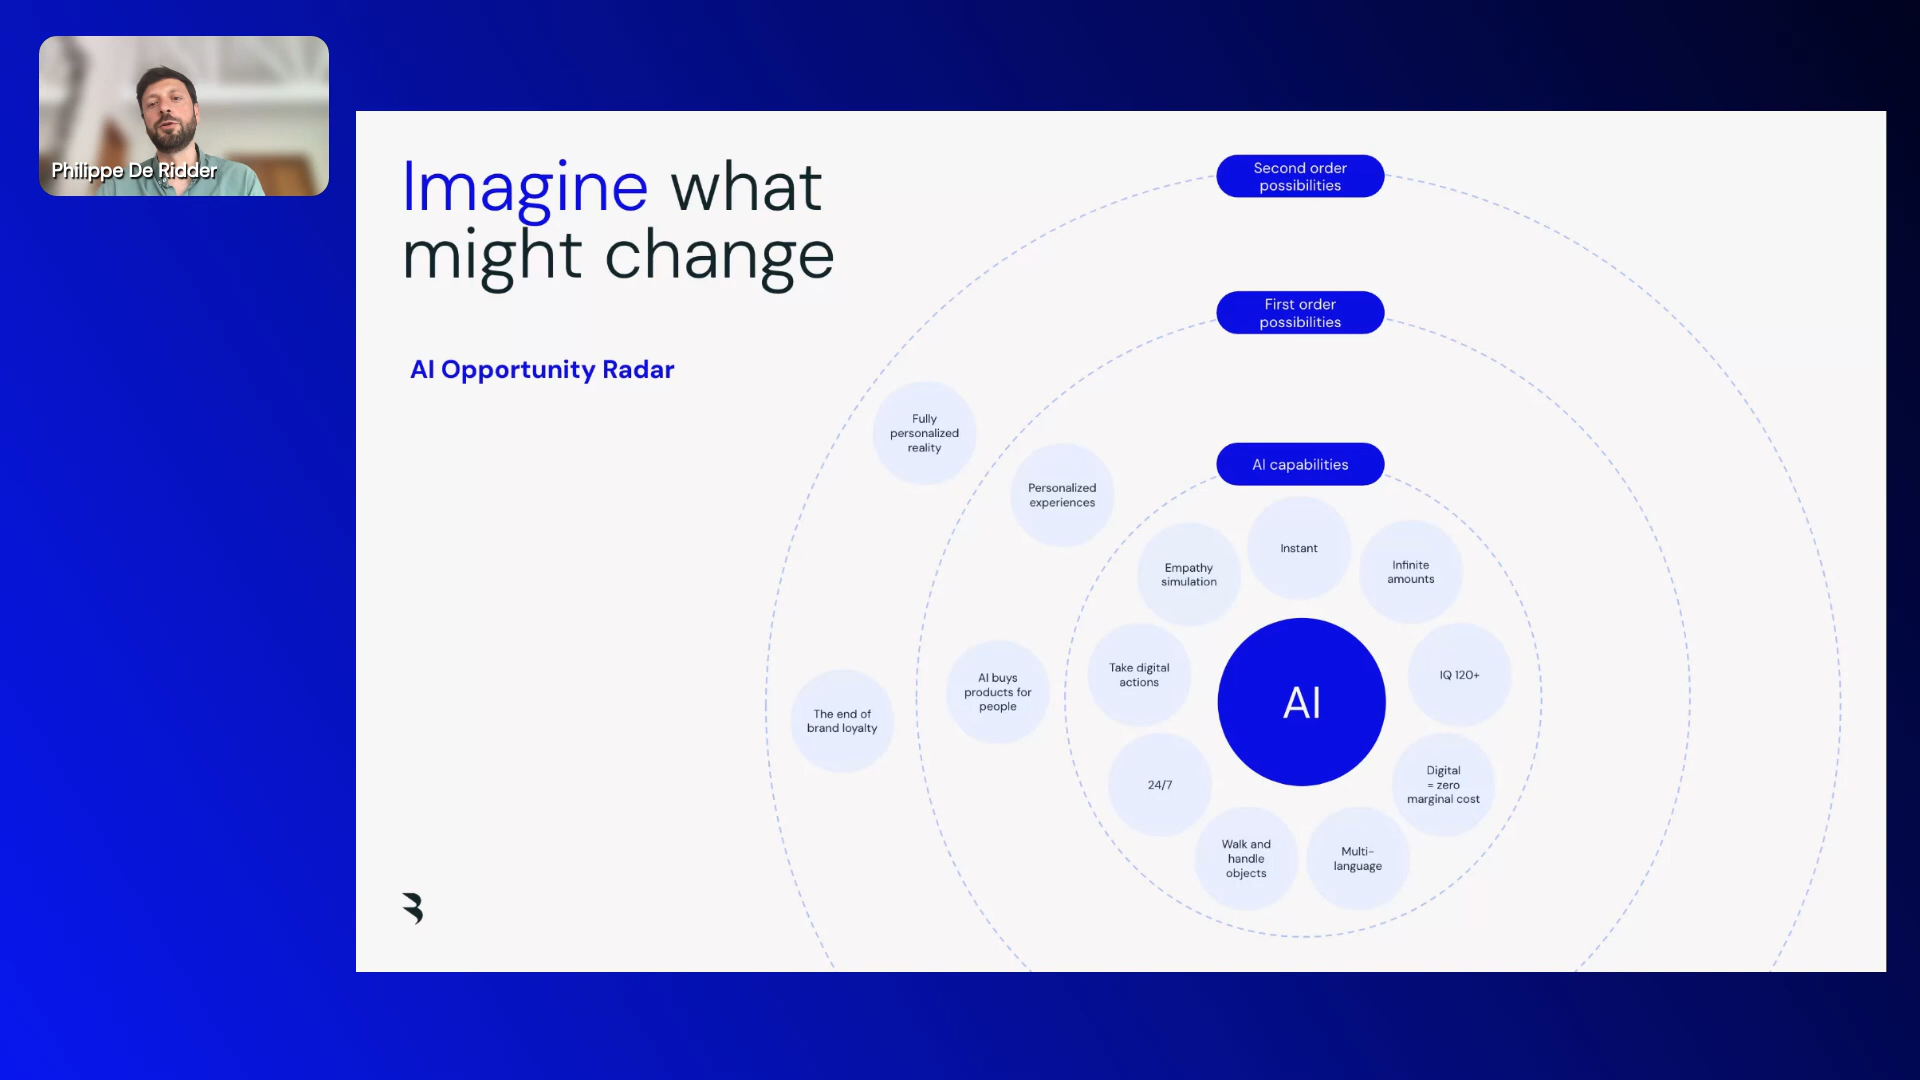 Philippe De Ridder
Imagine what
might change
AI Opportunity Radar
Second order
possibilities
First order
possibilities
AI capabilities
Fully
personalized
reality
Personalized
experiences
The end of
brand loyalty
AI buys
products for
people
Empathy
simulation
Instant
Infinite
amounts
Take digital
actions
IQ 120+
AI
24/7
Digital
= zero
marginal cost
Walk and
handle
objects
Multi-
language